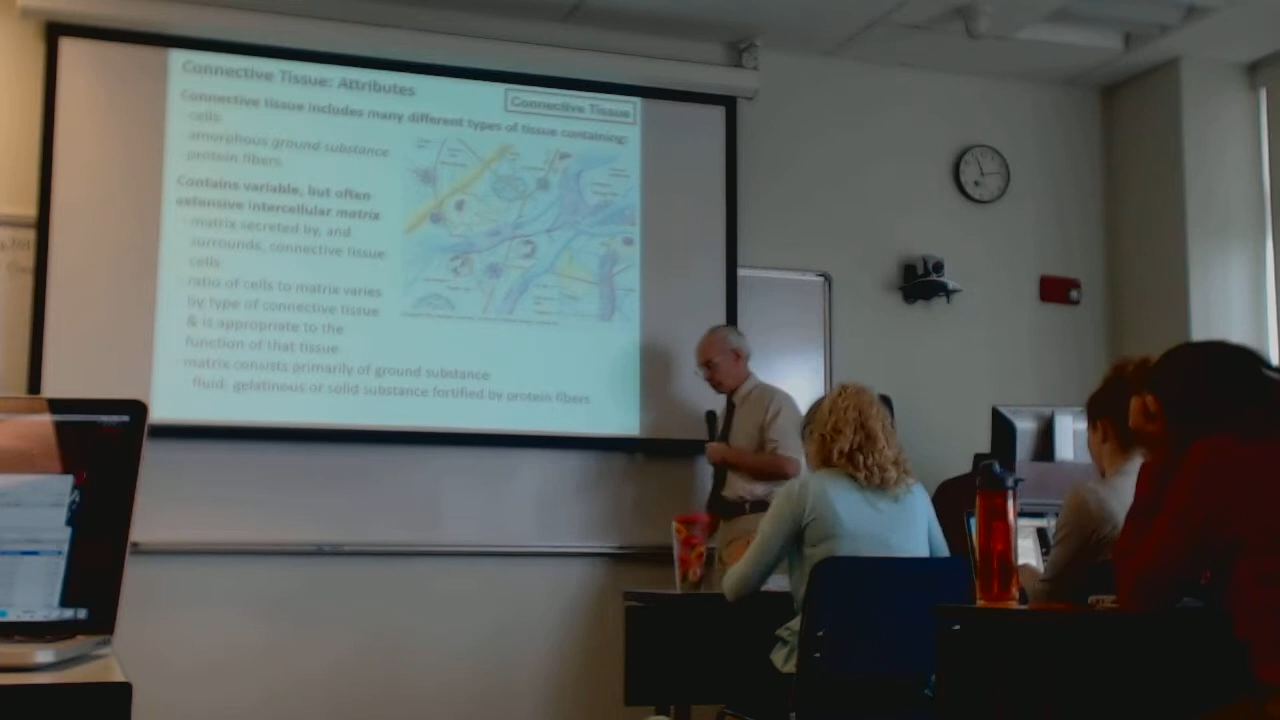 Connective Tissue: Attributes
Connective Tissue
Connective tissue includes many different types of tissue containing:
- cells
- amorphous ground substance
- protein fibers
Contains variable, but often
extensive intercellular matrix
- matrix secreted by, and
surrounds, connective tissue
cells
- ratio of cells to matrix varies
by type of connective tissue
& is appropriate to the
function of that tissue
- matrix consists primarily of ground substance
fluid, gelatinous or solid substance fortified by protein fibers